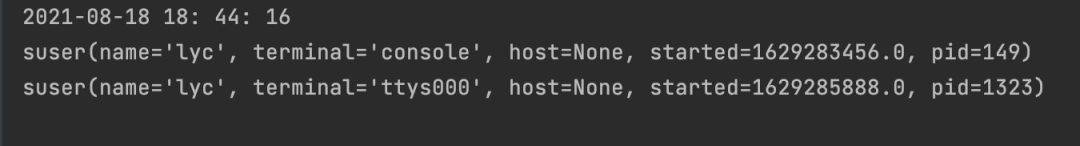 2021-08-18 18: 44: 16
suser(name='lyc', terminal='console', host=None, started=1629283456.0, pid=149)
suser(name='lyc', terminal='ttys000', host=None, started=1629285888.0, pid=1323)